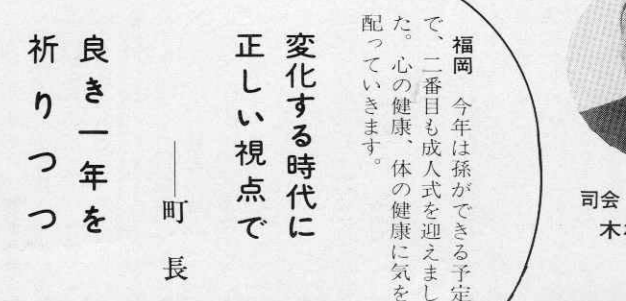 司会
木
福岡　今年は孫ができる予定
で、二番目も成人式を迎えまし
た。心の健康、体の健康に気を
配っていきます。
変化する時代に
正しい視点で
――町長
良き一年を
祈りつつ